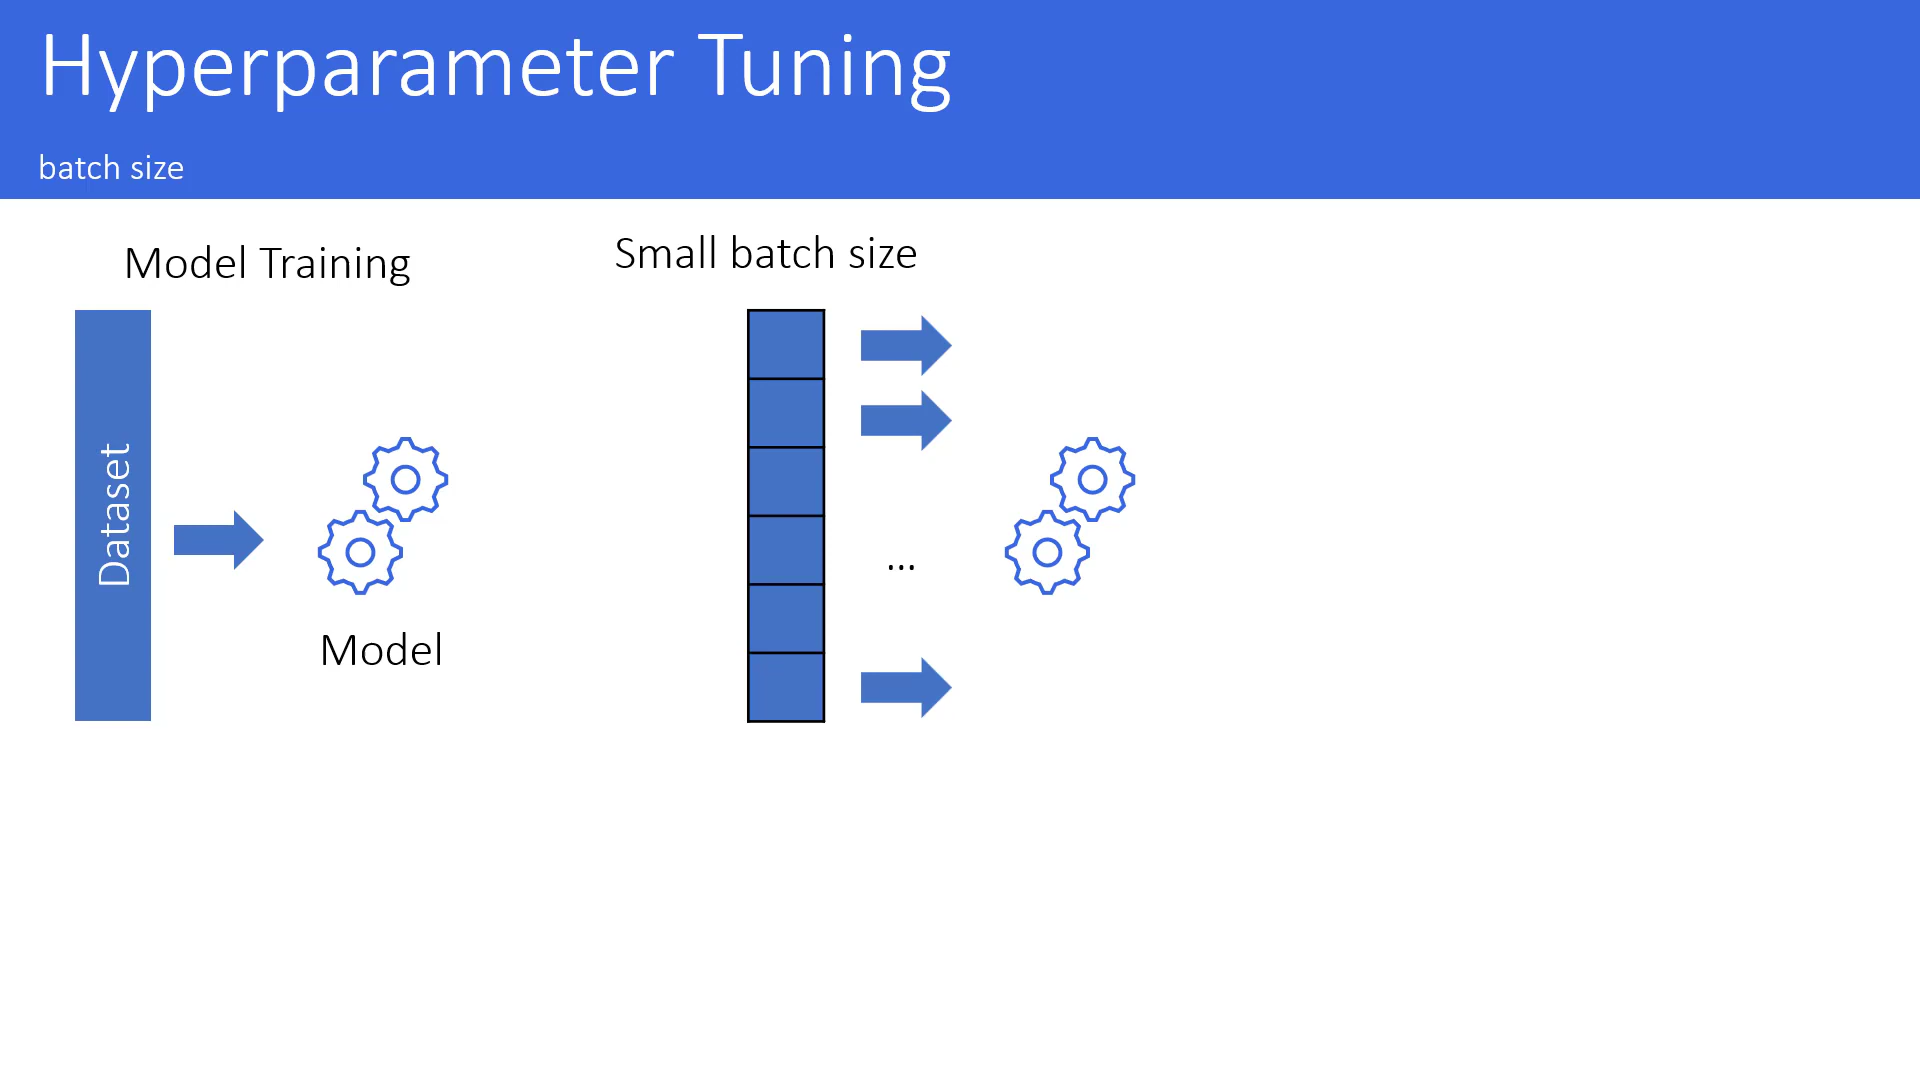 Hyperparameter Tuning
batch size
Model Training
Small batch size
Dataset
...
Model